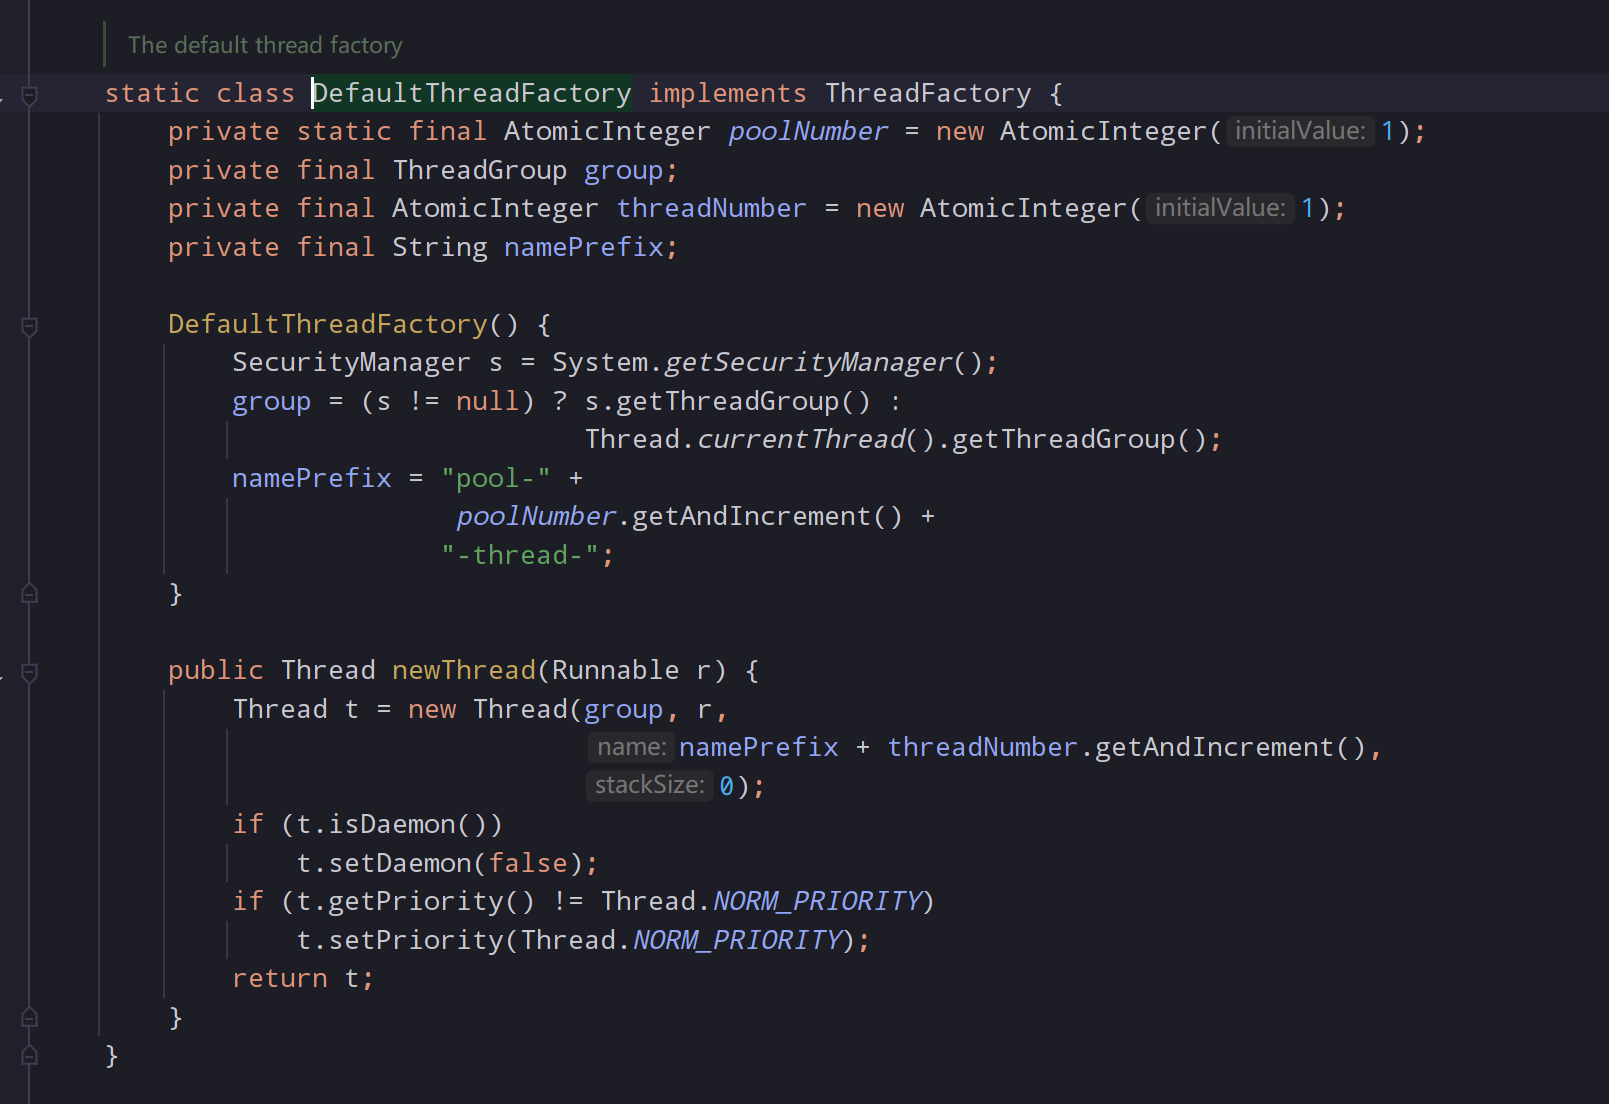 The default thread factory
static class DefaultThreadFactory implements ThreadFactory {
private static final AtomicInteger poolNumber = new AtomicInteger( initialValue: 1);
private final ThreadGroup group;
private final AtomicInteger threadNumber = new AtomicInteger( initialValue: 1);
private final String namePrefix;
DefaultThreadFactory() {
SecurityManager s = System.getSecurityManager();
group = (s != null) ? s.getThreadGroup() :
Thread.currentThread().getThreadGroup();
namePrefix = "pool-" +
poolNumber.getAndIncrement() +
"-thread-";
}
public Thread newThread(Runnable r) {
Thread t = new Thread(group, r,
name: namePrefix + threadNumber.getAndIncrement(),
stackSize: 0);
if (t.isDaemon())
t.setDaemon(false);
if (t.getPriority() != Thread.NORM_PRIORITY)
t.setPriority(Thread.NORM_PRIORITY);
return t;
}
}